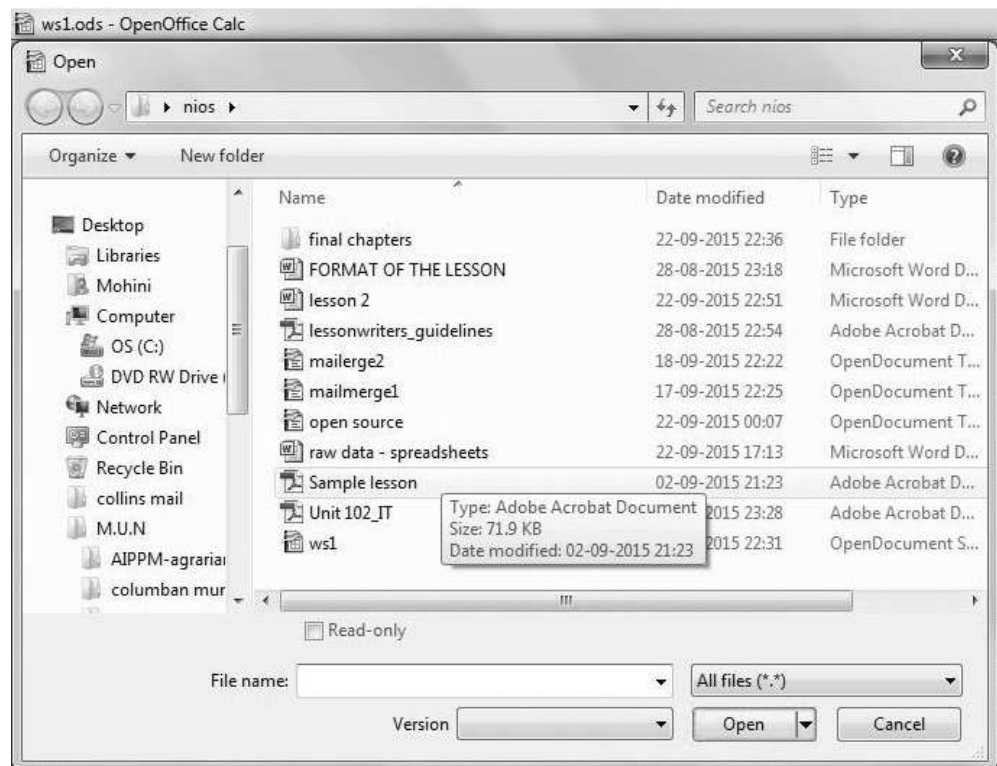 ws1.ods - OpenOffice Calc
Open
nios
Search nios
Organize New folder
Name Date modified Type
Desktop
Libraries
Mohini
Computer
OS (C:)
DVD RW Drive (
Network
Control Panel
Recycle Bin
collins mail
M.U.N
AIPPM-agraria
columban mur
final chapters 22-09-2015 22:36 File folder
FORMAT OF THE LESSON 28-08-2015 23:18 Microsoft Word D...
lesson 2 22-09-2015 22:51 Microsoft Word D...
lessonwriters_guidelines 28-08-2015 22:54 Adobe Acrobat D...
mailerge2 18-09-2015 22:22 OpenDocument T...
mailmerge1 17-09-2015 22:25 OpenDocument T...
open source 22-09-2015 00:07 OpenDocument T...
raw data - spreadsheets 22-09-2015 17:13 Microsoft Word D...
Sample lesson 02-09-2015 21:23 Adobe Acrobat D...
Unit 102_IT 2015 23:28 Adobe Acrobat D...
ws1 2015 22:31 OpenDocument S...
Type: Adobe Acrobat Document
Size: 71.9 KB
Date modified: 02-09-2015 21:23
Read-only
File name: All files (*.*)
Version Open Cancel